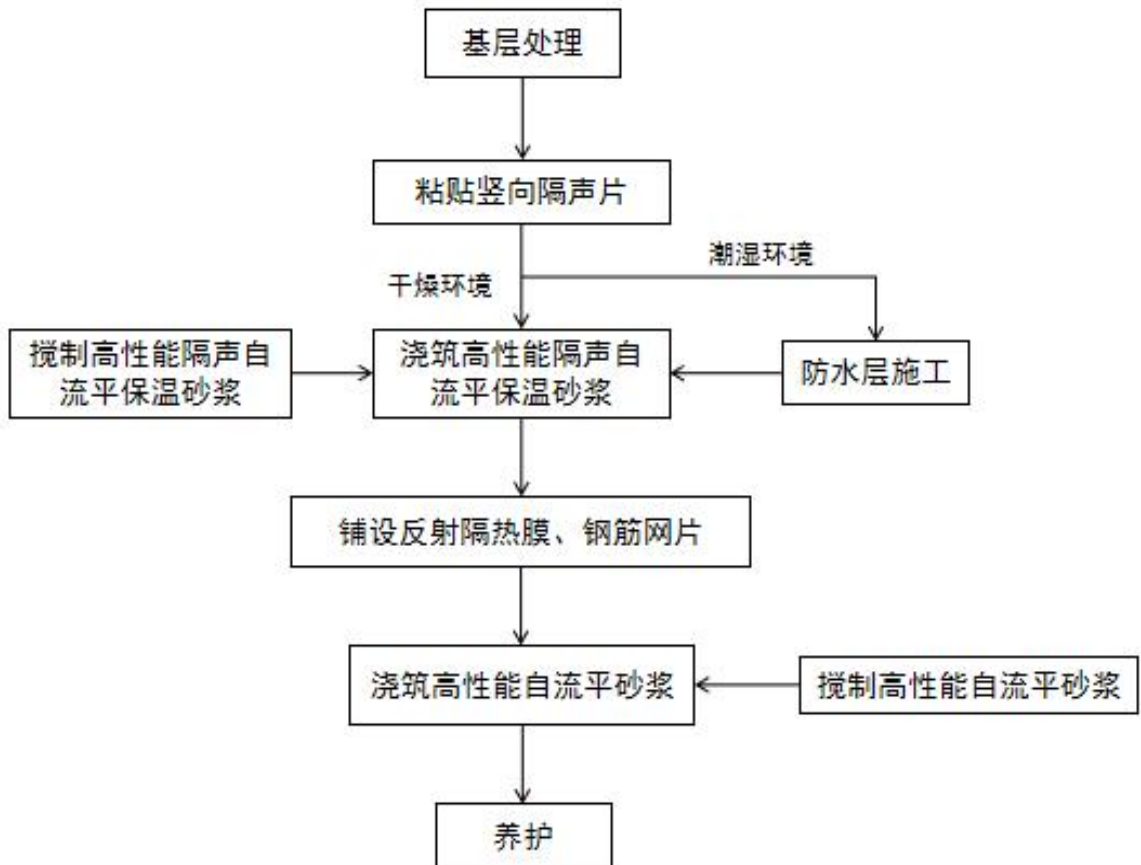 基层处理
粘贴竖向隔声片
潮湿环境
干燥环境
搅制高性能隔声自
流平保温砂浆
浇筑高性能隔声自
流平保温砂浆
防水层施工
铺设反射隔热膜、钢筋网片
浇筑高性能自流平砂浆
搅制高性能自流平砂浆
养护